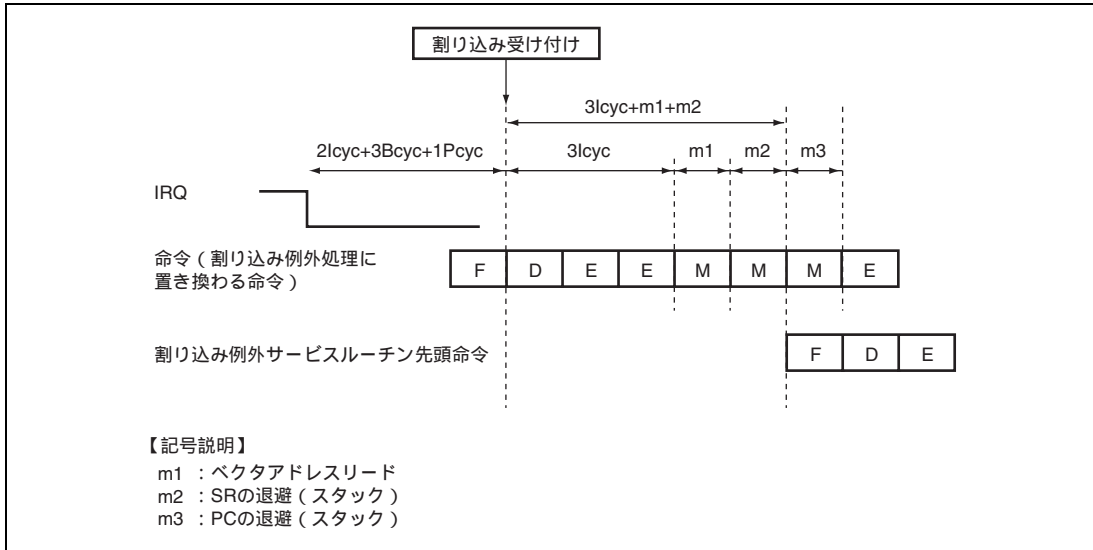 割り込み受け付け
3Icyc+m1+m2
2Icyc+3Bcyc+1Pcyc 3Icyc m1 m2 m3
IRQ
命令（割り込み例外処理に
置き換わる命令） F D E E M M M E
割り込み例外サービスルーチン先頭命令 F D E
【記号説明】
m1 ：ベクタアドレスリード
m2 ：SRの退避（スタック）
m3 ：PCの退避（スタック）